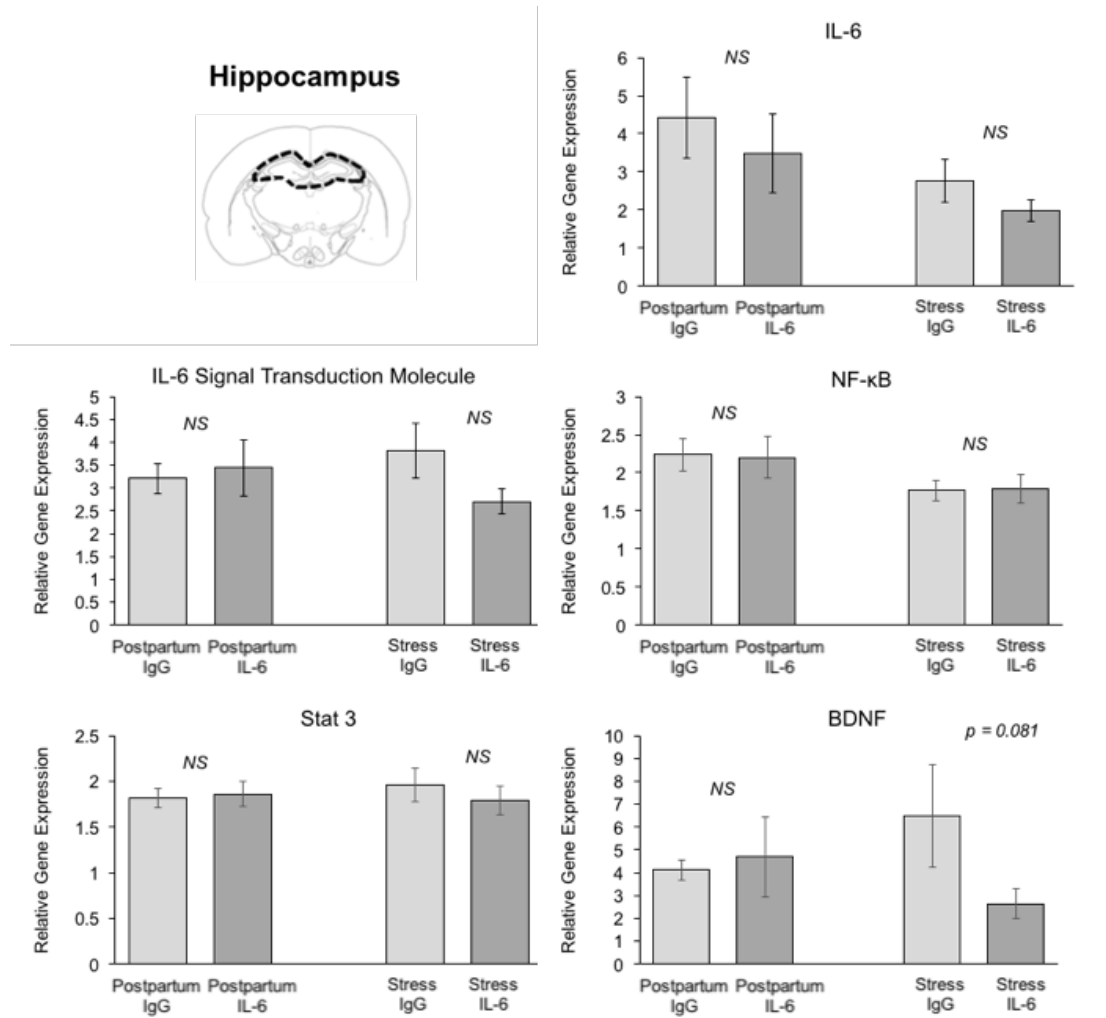 Hippocampus
IL-6
Relative Gene Expression
6
5
4
3
2
1
0
NS
NS
Postpartum IgG
Postpartum IL-6
Stress IgG
Stress IL-6
IL-6 Signal Transduction Molecule
Relative Gene Expression
5
4.5
4
3.5
3
2.5
2
1.5
1
0.5
0
NS
NS
Postpartum IgG
Postpartum IL-6
Stress IgG
Stress IL-6
NF-κB
Relative Gene Expression
3
2.5
2
1.5
1
0.5
0
NS
NS
Postpartum IgG
Postpartum IL-6
Stress IgG
Stress IL-6
Stat 3
Relative Gene Expression
2.5
2
1.5
1
0.5
0
NS
NS
Postpartum IgG
Postpartum IL-6
Stress IgG
Stress IL-6
BDNF
Relative Gene Expression
10
9
8
7
6
5
4
3
2
1
0
NS
p = 0.081
Postpartum IgG
Postpartum IL-6
Stress IgG
Stress IL-6